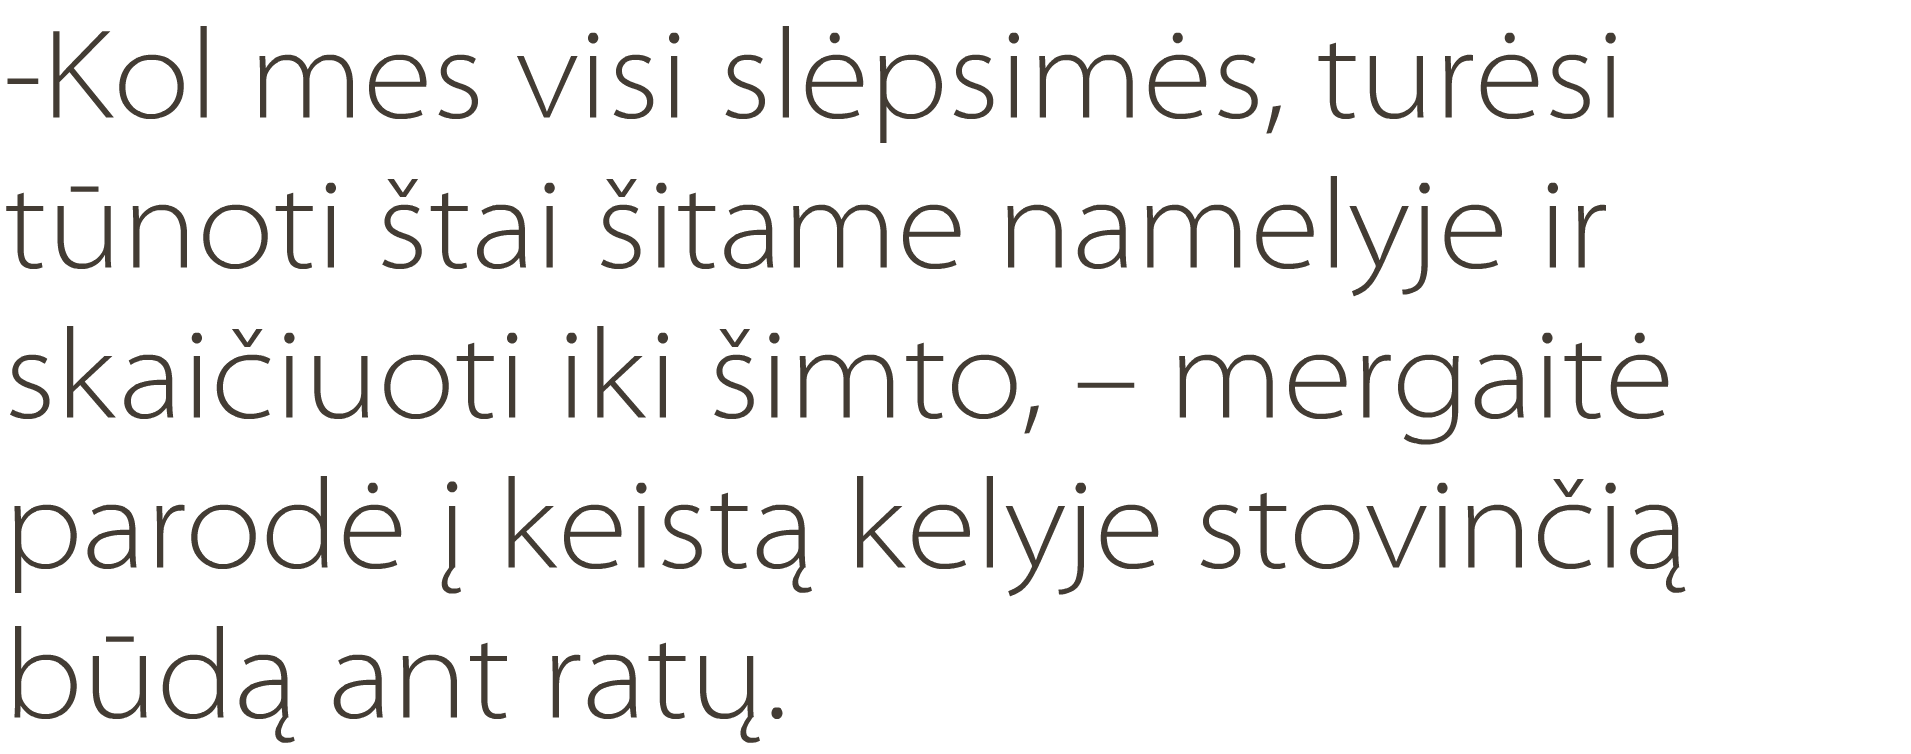 -Kol mes visi slėpsimės, turėsi
tūnoti štai šitame namelyje ir
skaičiuoti iki šimto, – mergaitė
parodė į keistą kelyje stovinčią
būdą ant ratų.